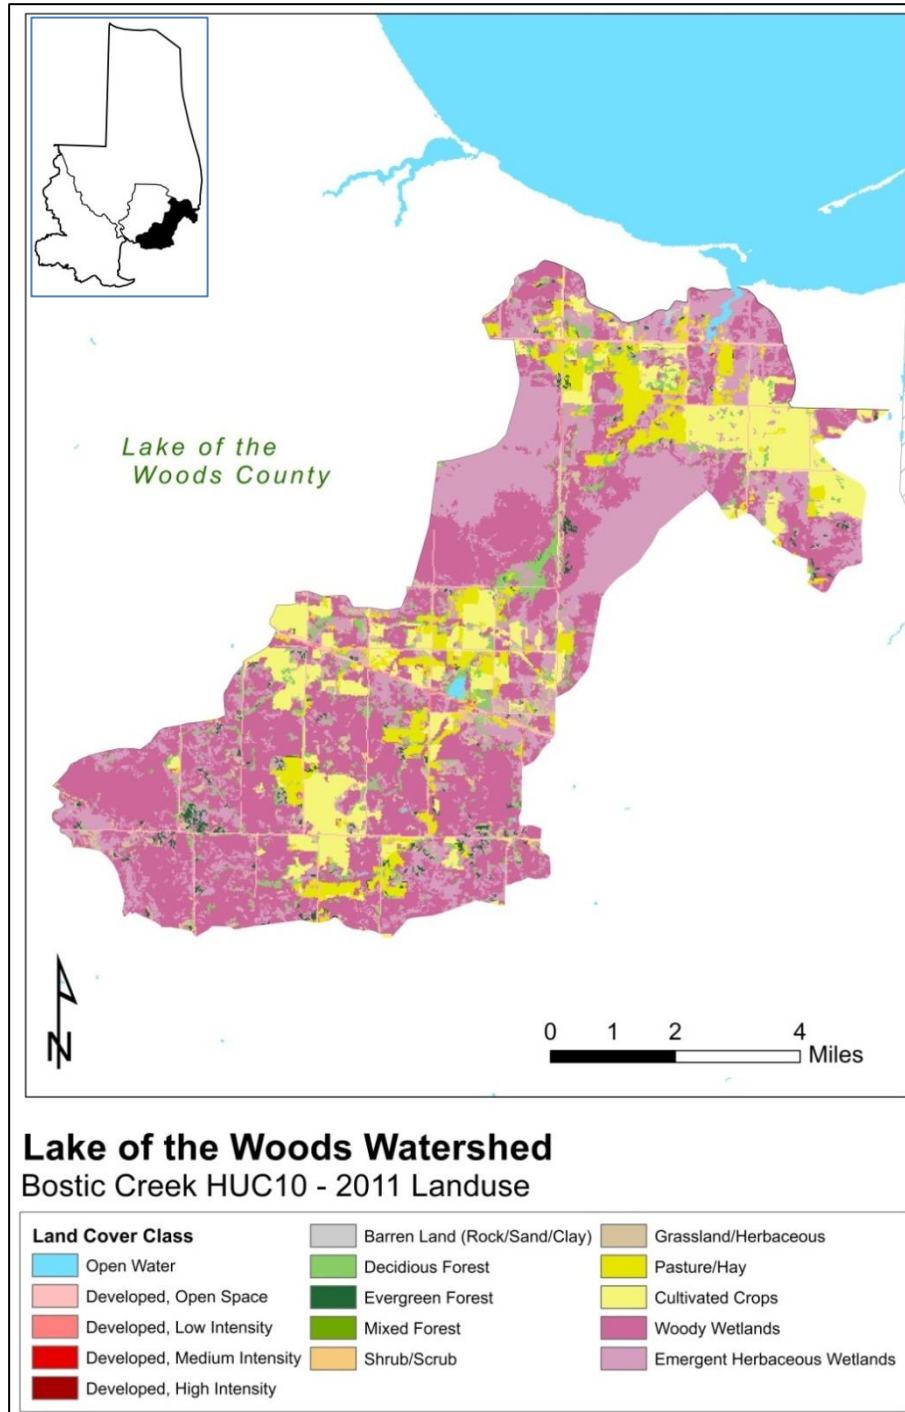 Lake of the
Woods County
N
0 1 2 4
Miles
Lake of the Woods Watershed
Bostic Creek HUC10 - 2011 Landuse
Land Cover Class
Open Water
Developed, Open Space
Developed, Low Intensity
Developed, Medium Intensity
Developed, High Intensity
Barren Land (Rock/Sand/Clay)
Decidious Forest
Evergreen Forest
Mixed Forest
Shrub/Scrub
Grassland/Herbaceous
Pasture/Hay
Cultivated Crops
Woody Wetlands
Emergent Herbaceous Wetlands